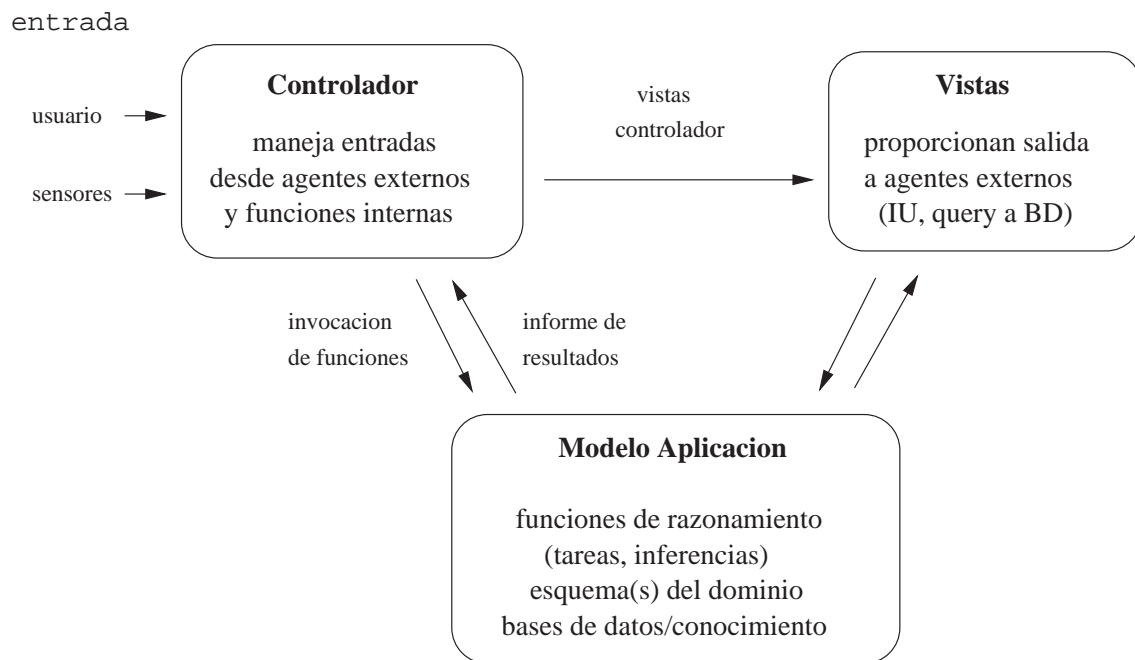 entrada
usuario
sensores
Controlador
maneja entradas
desde agentes externos
y funciones internas
vistas
controlador
Vistas
proporcionan salida
a agentes externos
(IU, query a BD)
invocacion
de funciones
informe de
resultados
Modelo Aplicacion
funciones de razonamiento
(tareas, inferencias)
esquema(s) del dominio
bases de datos/conocimiento